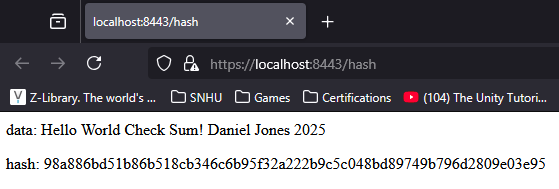 localhost:8443/hash
https://localhost:8443/hash
Z-Library. The world's ... SNHU Games Certifications (104) The Unity Tutori...
data: Hello World Check Sum! Daniel Jones 2025
hash: 98a886bd51b86b518cb346c6b95f32a222b9c5c048bd89749b796d2809e03e95